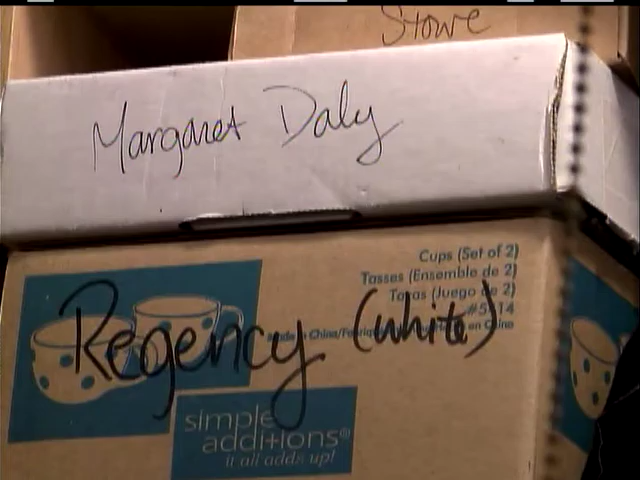 Stowe
Margaret Daly
Cups (Set of 2)
Tasses (Ensemble de 2)
Tazas (Juego de 2)
Regency (white)
simple
additions®
it all adds up!